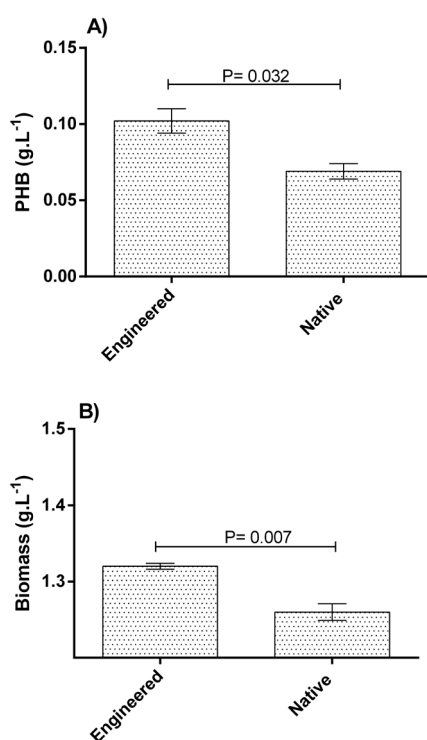 A)
P= 0.032
0.15
0.10
0.05
0.00
PHB (g.L⁻¹)
Engineered
Native
B)
P= 0.007
1.5
1.4
1.3
Biomass (g.L⁻¹)
Engineered
Native